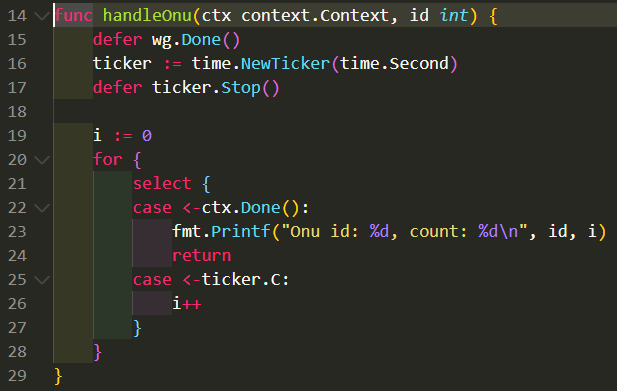 14 func handleOnu(ctx context.Context, id int) {
15     defer wg.Done()
16     ticker := time.NewTicker(time.Second)
17     defer ticker.Stop()
18
19     i := 0
20     for {
21         select {
22         case <-ctx.Done():
23             fmt.Printf("Onu id: %d, count: %d\n", id, i)
24             return
25         case <-ticker.C:
26             i++
27         }
28     }
29 }